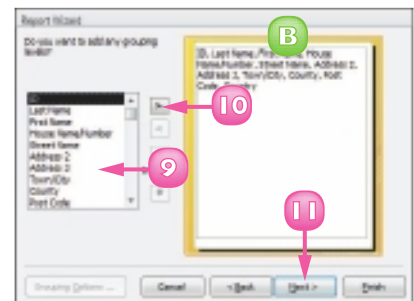 Report Wizard
Do you want to add any grouping
levels?
B
ID, Last Name, First Name, House
Name/Number, Street Name, Address 2,
Address 3, Town/City, County, Post
Code, Country
ID
Last Name
First Name
House Name/Number
Street Name
Address 2
Address 3
Town/City
County
Post Code
>
10
9
11
Grouping Options ...
Cancel
< Back
Next >
Finish